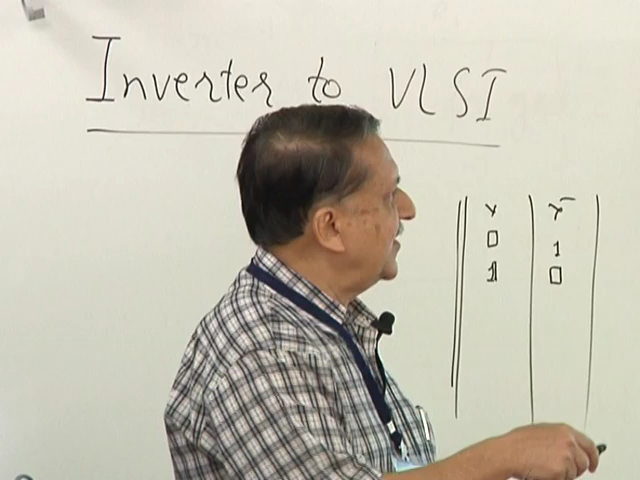 Inverter to VLSI
x x̅
0 1
1 0